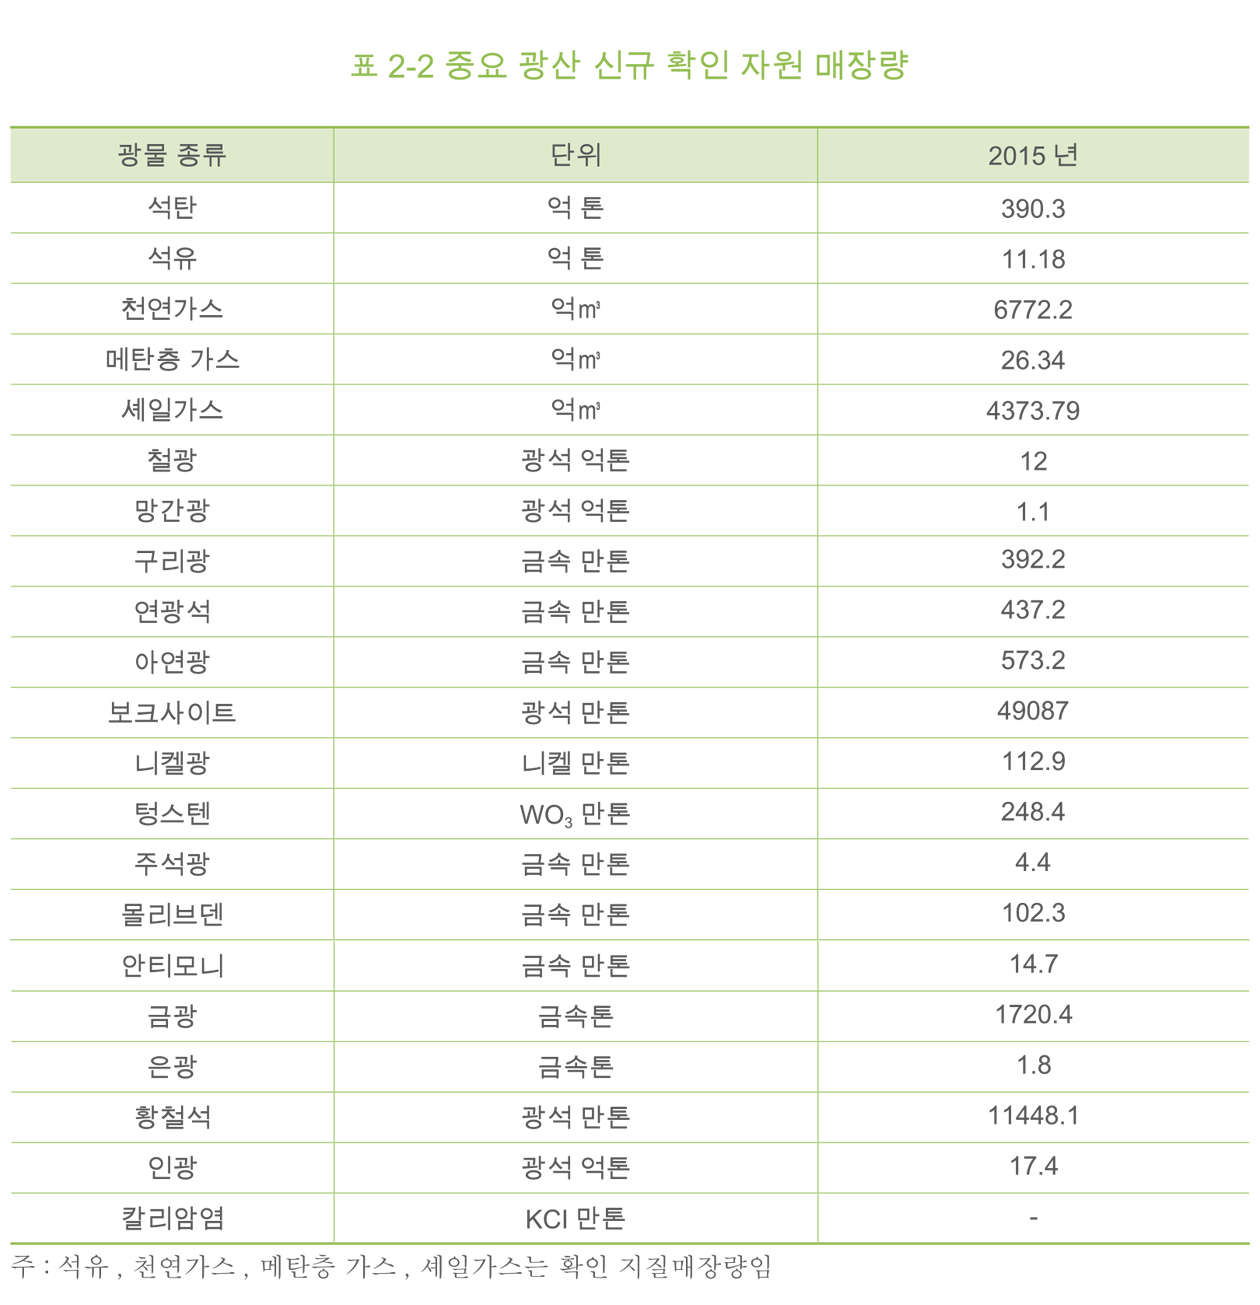 표 2-2 중요 광산 신규 확인 자원 매장량
광물 종류 단위 2015 년
석탄 억 톤 390.3
석유 억 톤 11.18
천연가스 억㎥ 6772.2
메탄층 가스 억㎥ 26.34
셰일가스 억㎥ 4373.79
철광 광석 억톤 12
망간광 광석 억톤 1.1
구리광 금속 만톤 392.2
연광석 금속 만톤 437.2
아연광 금속 만톤 573.2
보크사이트 광석 만톤 49087
니켈광 니켈 만톤 112.9
텅스텐 WO₃ 만톤 248.4
주석광 금속 만톤 4.4
몰리브덴 금속 만톤 102.3
안티모니 금속 만톤 14.7
금광 금속톤 1720.4
은광 금속톤 1.8
황철석 광석 만톤 11448.1
인광 광석 억톤 17.4
칼리암염 KCl 만톤 -
주 : 석유 , 천연가스 , 메탄층 가스 , 셰일가스는 확인 지질매장량임